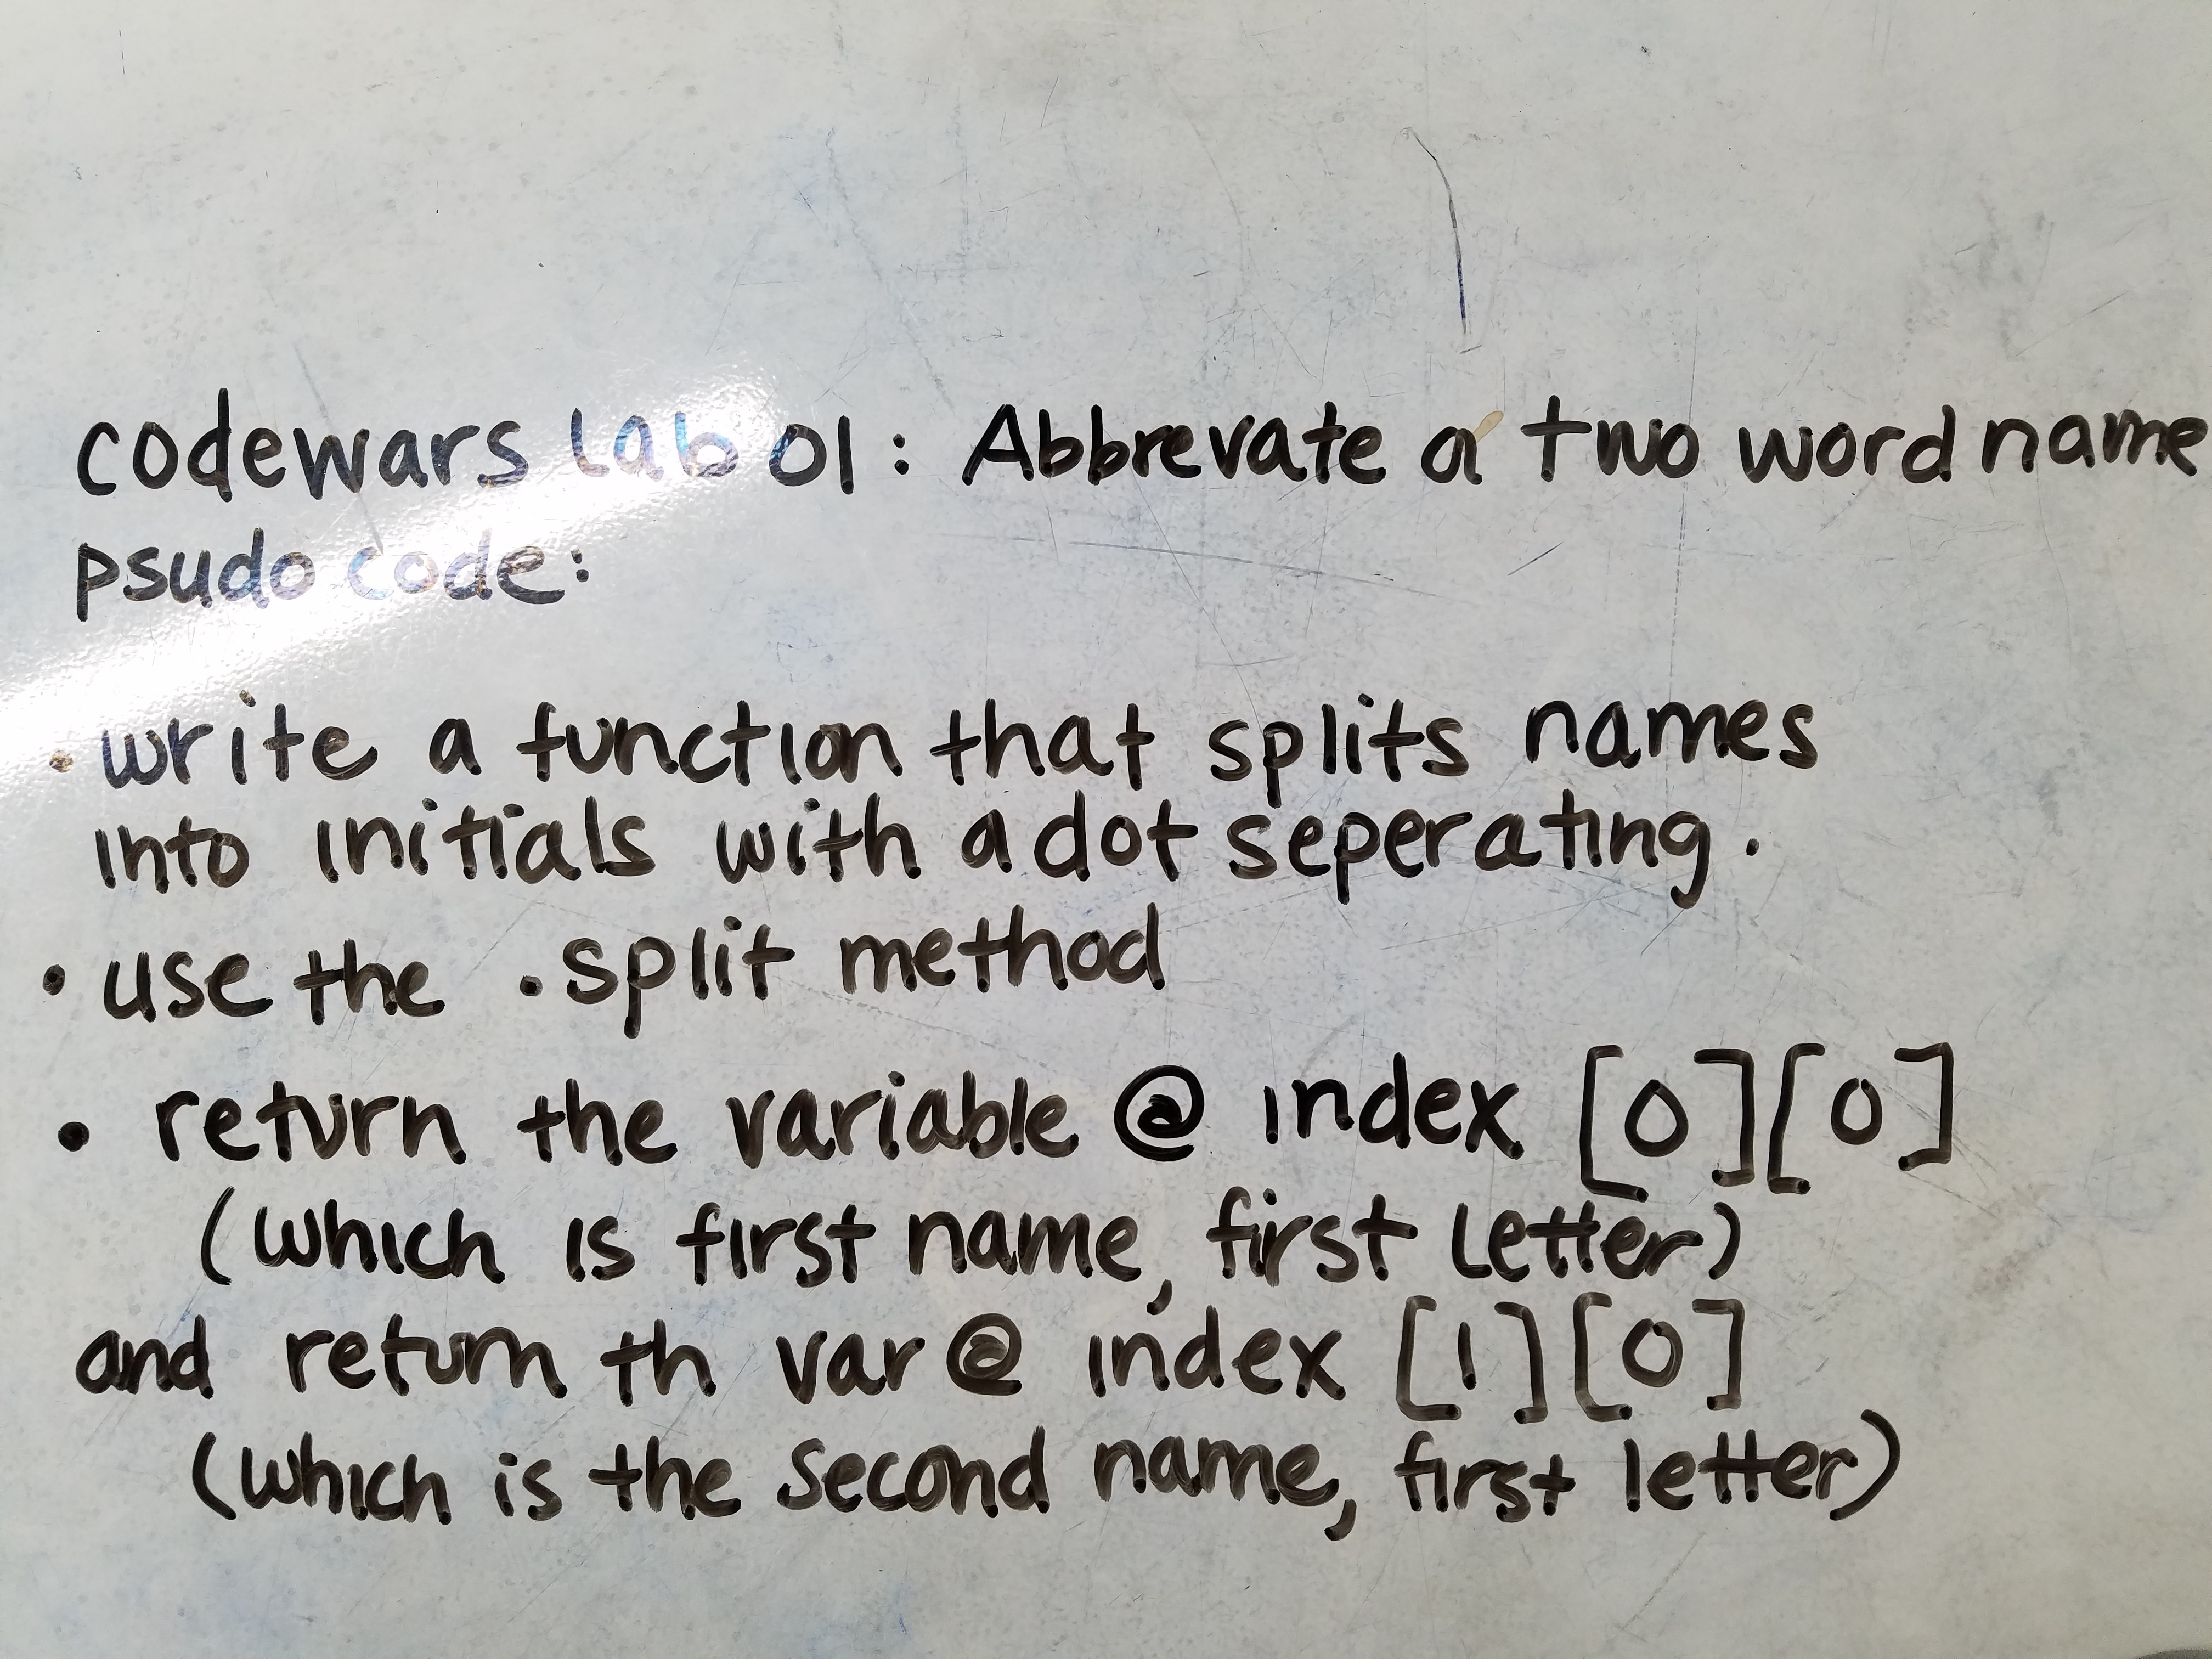 codewars Lab 01: Abbrevate a two word name
psudo code:
• write a function that splits names
into initials with a dot seperating.
• use the .split method
• return the variable @ index [0][0]
(which is first name, first letter)
and return th var @ index [1][0]
(which is the second name, first letter)